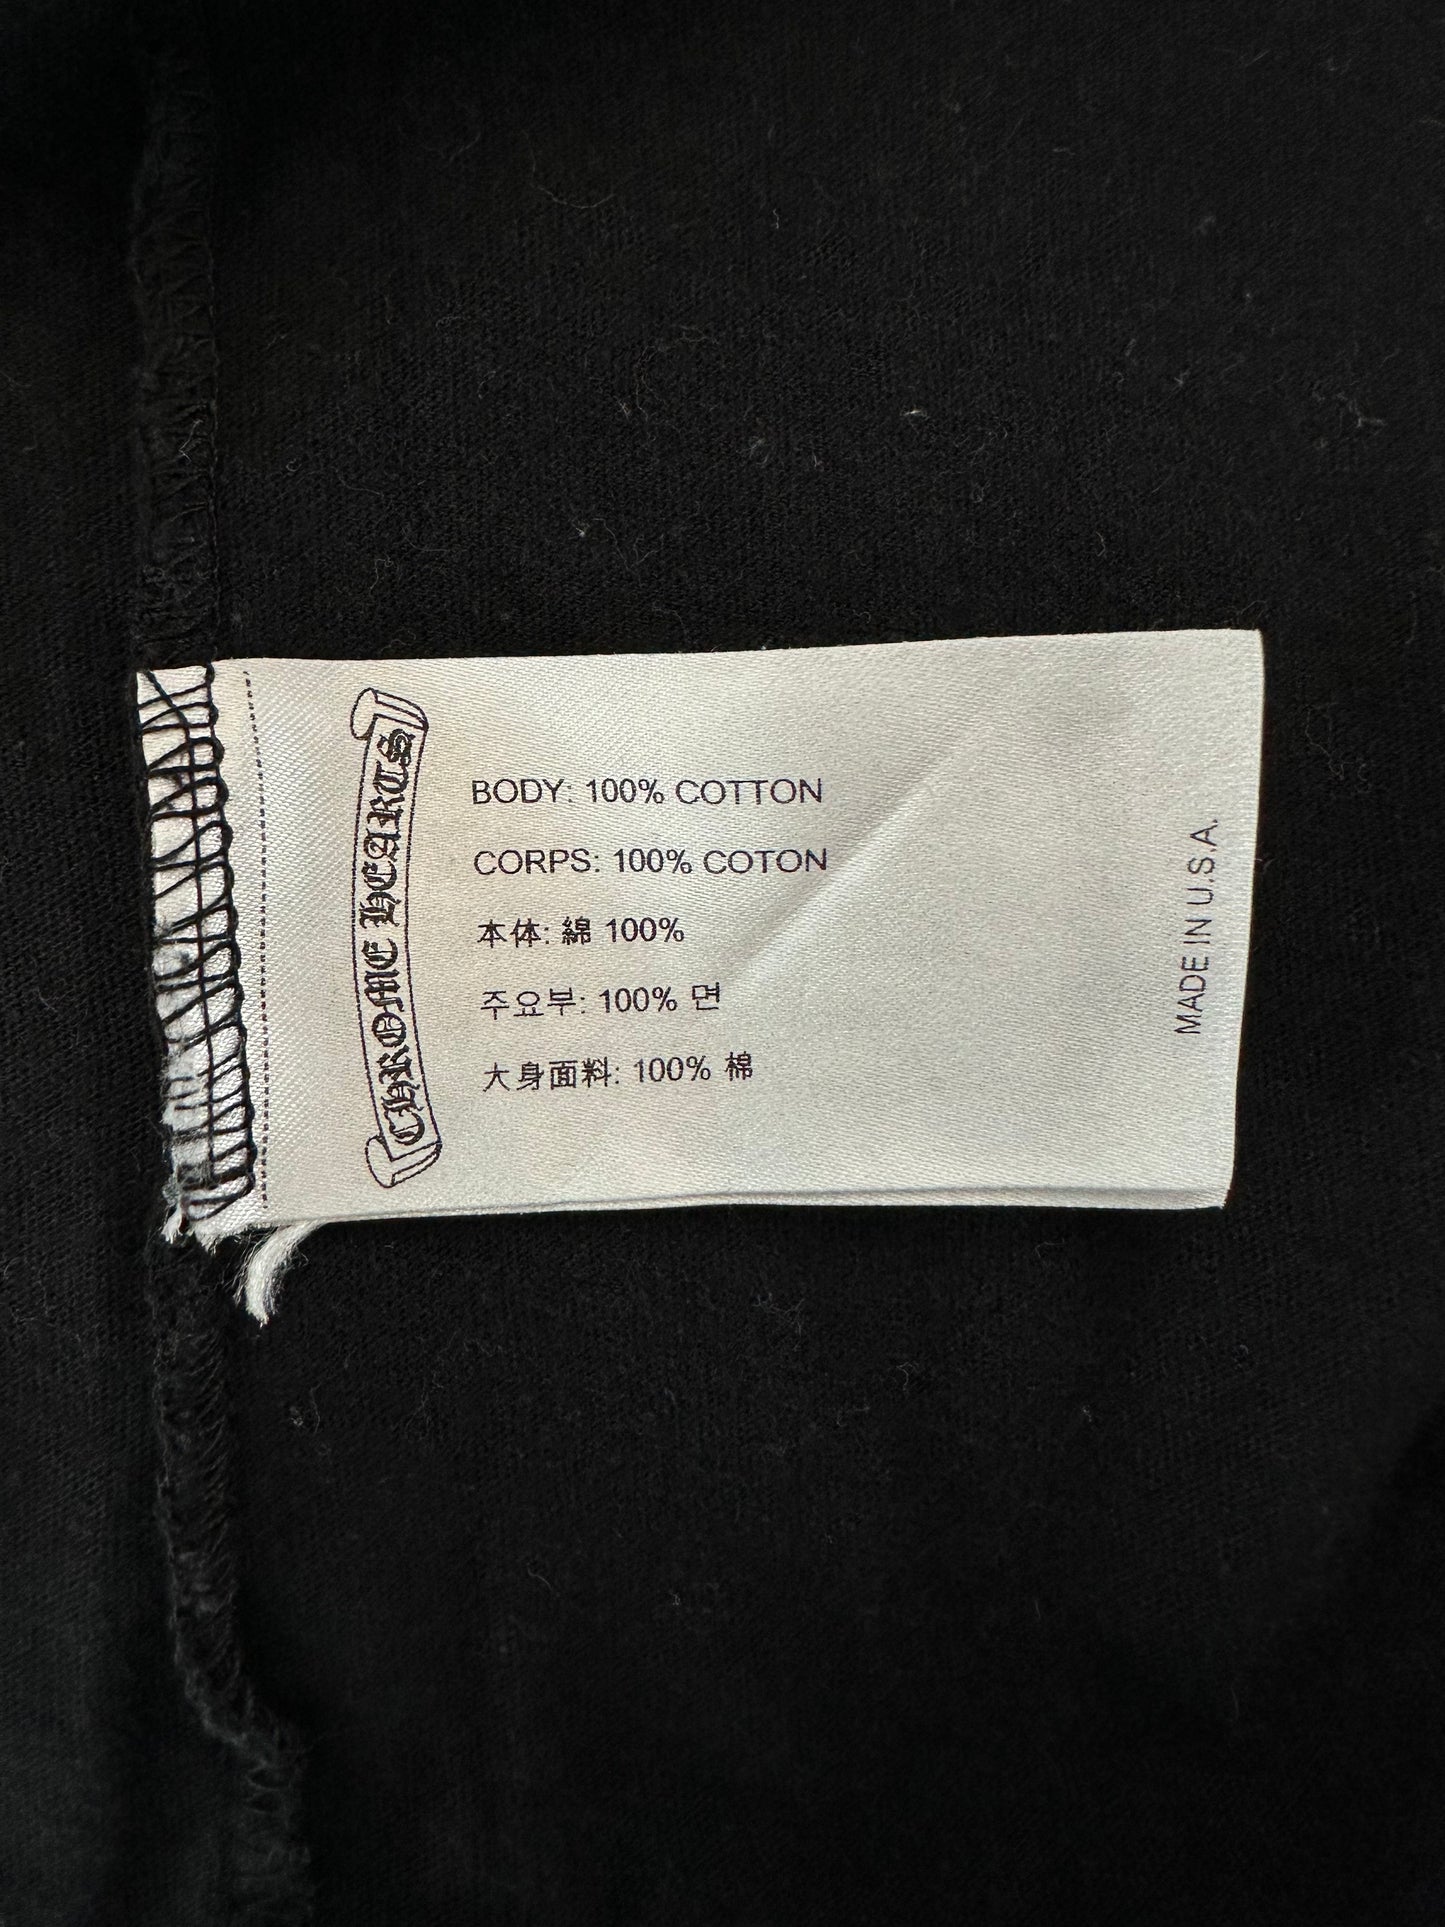 CHROME HEARTS
BODY: 100% COTTON
CORPS: 100% COTON
本体: 綿 100%
주요부: 100% 면
大身面料: 100% 棉
MADE IN U.S.A.